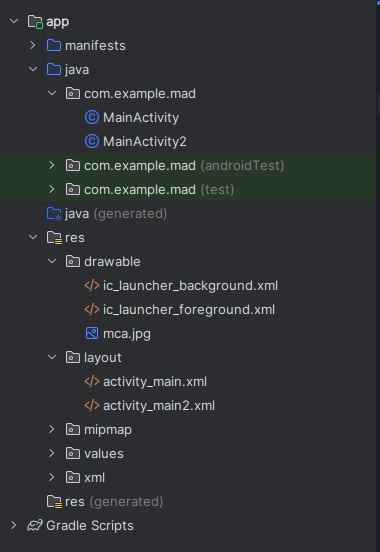 app
manifests
java
com.example.mad
MainActivity
MainActivity2
com.example.mad (androidTest)
com.example.mad (test)
java (generated)
res
drawable
ic_launcher_background.xml
ic_launcher_foreground.xml
mca.jpg
layout
activity_main.xml
activity_main2.xml
mipmap
values
xml
res (generated)
Gradle Scripts